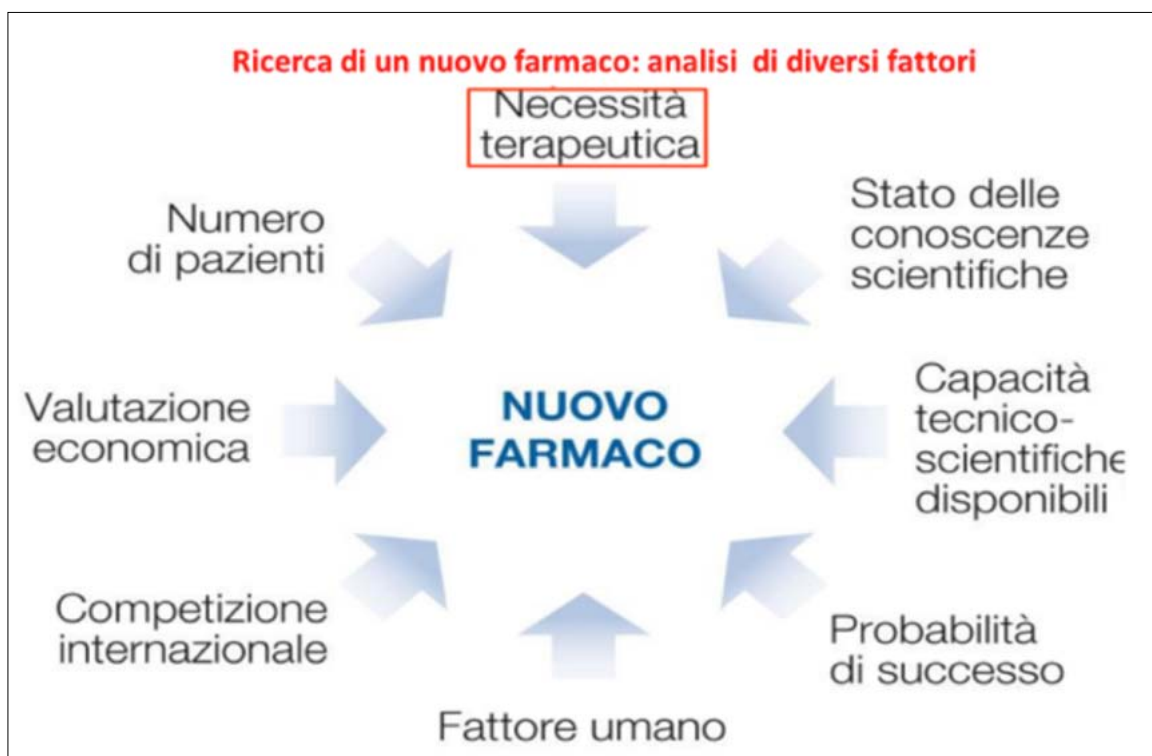 Ricerca di un nuovo farmaco: analisi di diversi fattori
Necessità
terapeutica
Numero
di pazienti
Stato delle
conoscenze
scientifiche
Valutazione
economica
NUOVO
FARMACO
Capacità
tecnico-
scientifiche
disponibili
Competizione
internazionale
Probabilità
di successo
Fattore umano